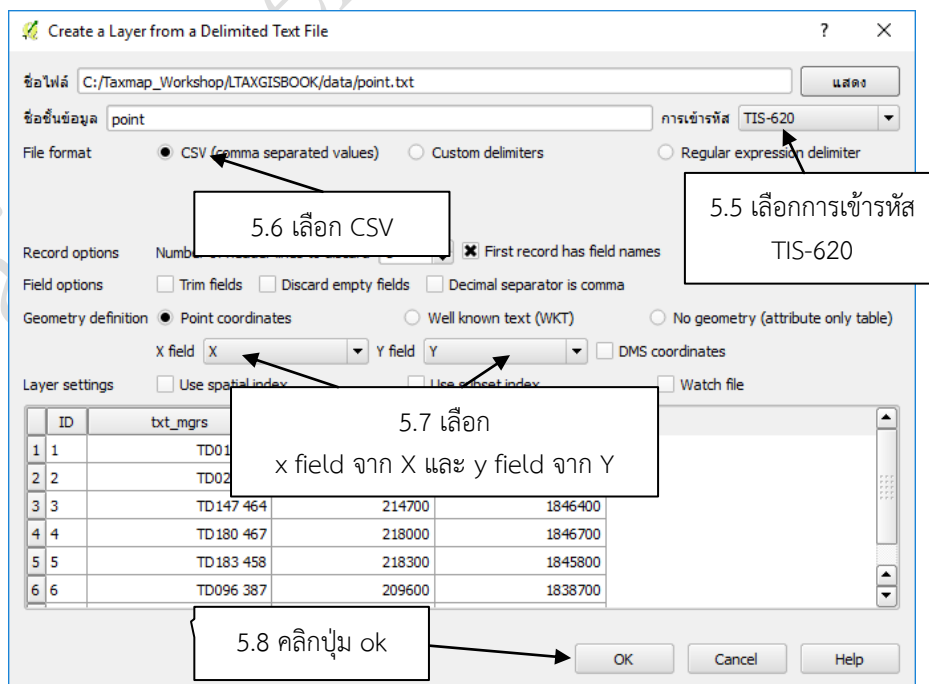 Create a Layer from a Delimited Text File ? ×
ชื่อไฟล์ C:/Taxmap_Workshop/LTAXGISBOOK/data/point.txt แสดง
ชื่อชั้นข้อมูล point การเข้ารหัส TIS-620
File format CSV (comma separated values) Custom delimiters Regular expression delimiter
5.6 เลือก CSV
5.5 เลือกการเข้ารหัส
TIS-620
Record options First record has field names
Field options Trim fields Discard empty fields Decimal separator is comma
Geometry definition Point coordinates Well known text (WKT) No geometry (attribute only table)
X field X Y field Y DMS coordinates
Layer settings Use spatial index Use subset index Watch file
5.7 เลือก
x field จาก X และ y field จาก Y
ID txt_mgrs
1 1
2 2
3 3 TD147 464 214700 1846400
4 4 TD180 467 218000 1846700
5 5 TD183 458 218300 1845800
6 6 TD096 387 209600 1838700
5.8 คลิกปุ่ม ok
OK Cancel Help